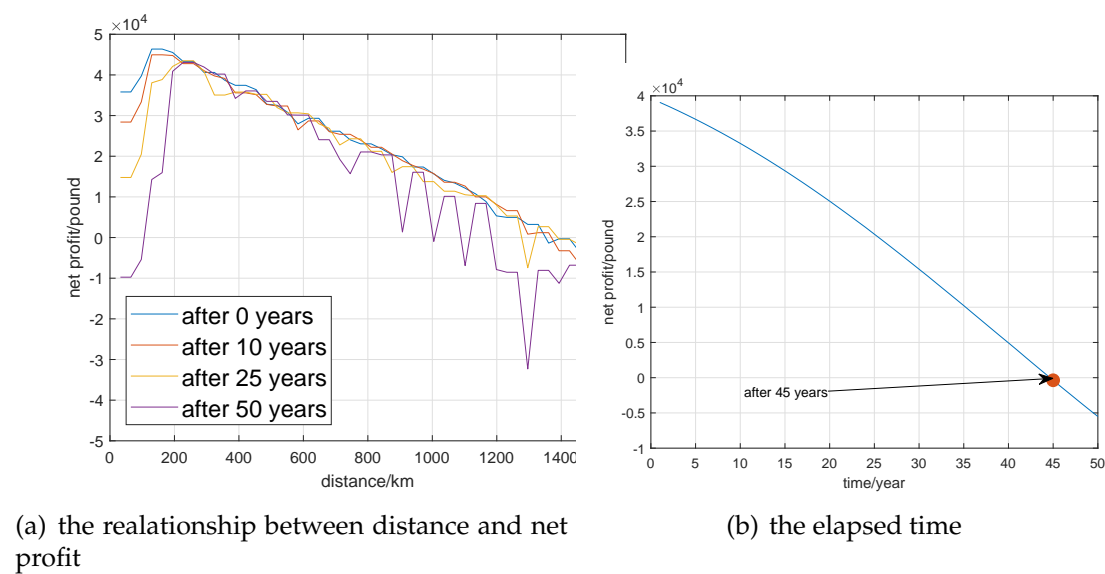 ×10⁴
5
4
3
2
1
0
-1
-2
-3
-4
-5
net profit/pound
after 0 years
after 10 years
after 25 years
after 50 years
0 200 400 600 800 1000 1200 1400
distance/km
×10⁴
4
3.5
3
2.5
2
1.5
1
0.5
0
-0.5
-1
net profit/pound
after 45 years
0 5 10 15 20 25 30 35 40 45 50
time/year
(a) the realationship between distance and net
profit
(b) the elapsed time